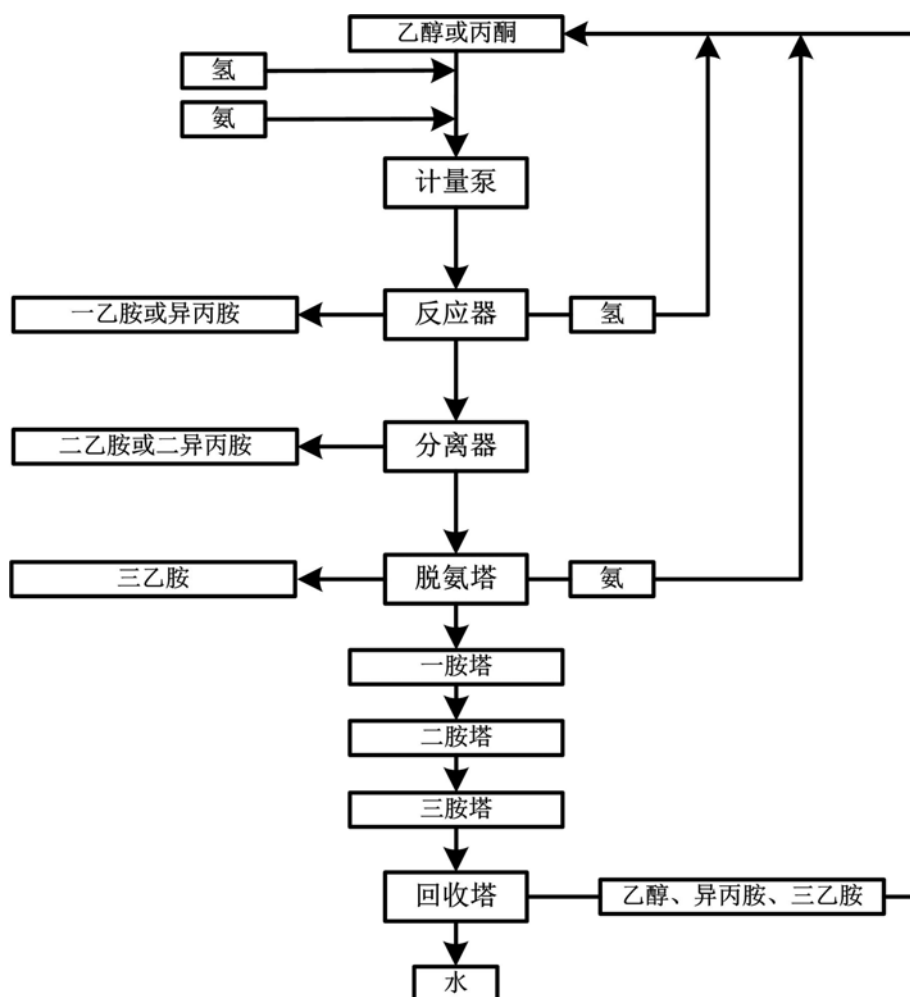 乙醇或丙酮
氢
氨
计量泵
一乙胺或异丙胺
反应器
氢
二乙胺或二异丙胺
分离器
三乙胺
脱氨塔
氨
一胺塔
二胺塔
三胺塔
回收塔
乙醇、异丙胺、三乙胺
水